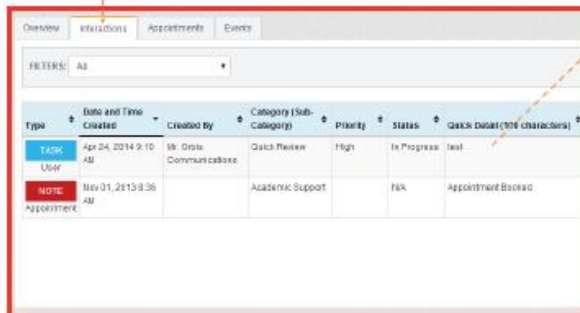 Overview Interactions Appointments Events
FILTERS: All
Type Date and Time Created Created By Category (Sub-Category) Priority Status Quick Detail (100 characters)
TASK User Apr 24, 2014 9:10 AM Mr. Orbis Communications Quick Review High In Progress test
NOTE Appointment Nov 01, 2013 8:36 AM Academic Support N/A Appointment Booked